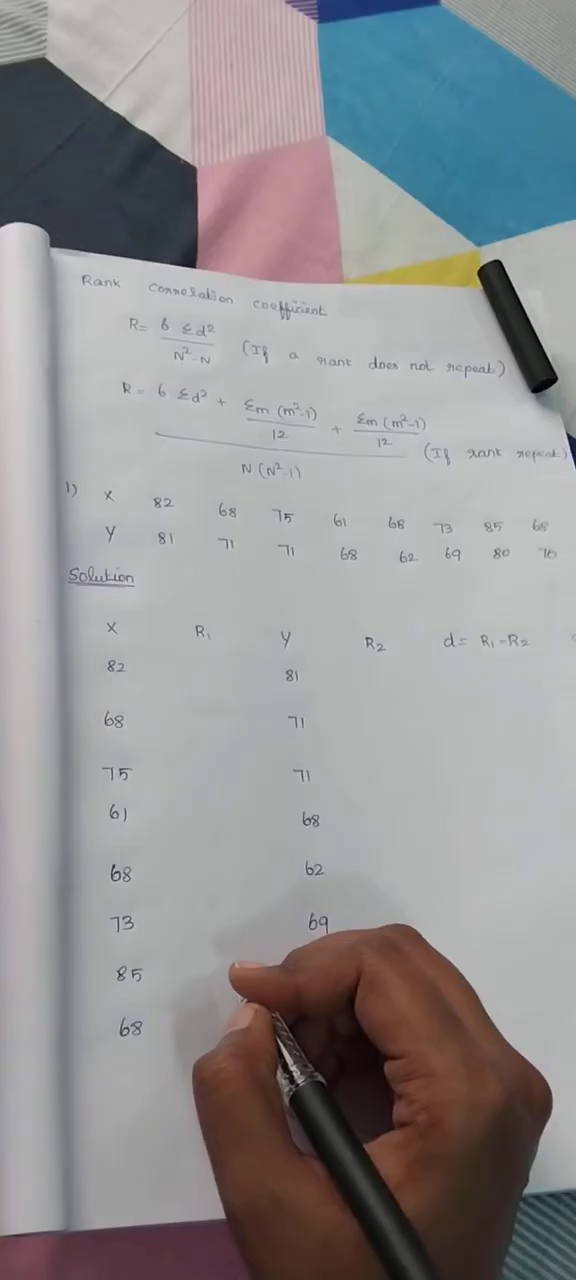 Rank correlation coefficient
R= 6 Σd²
N²-N (If a rank does not repeat)
R= 6 Σd² + Σm(m²-1) + Σm(m²-1)
12 12 (If rank repeat)
N(N²-1)
1) X 82 68 75 61 68 73 85 68
Y 81 71 71 68 62 69 80 70
Solution
X R₁ Y R₂ d= R₁-R₂
82 81
68 71
75 71
61 68
68 62
73 69
85
68